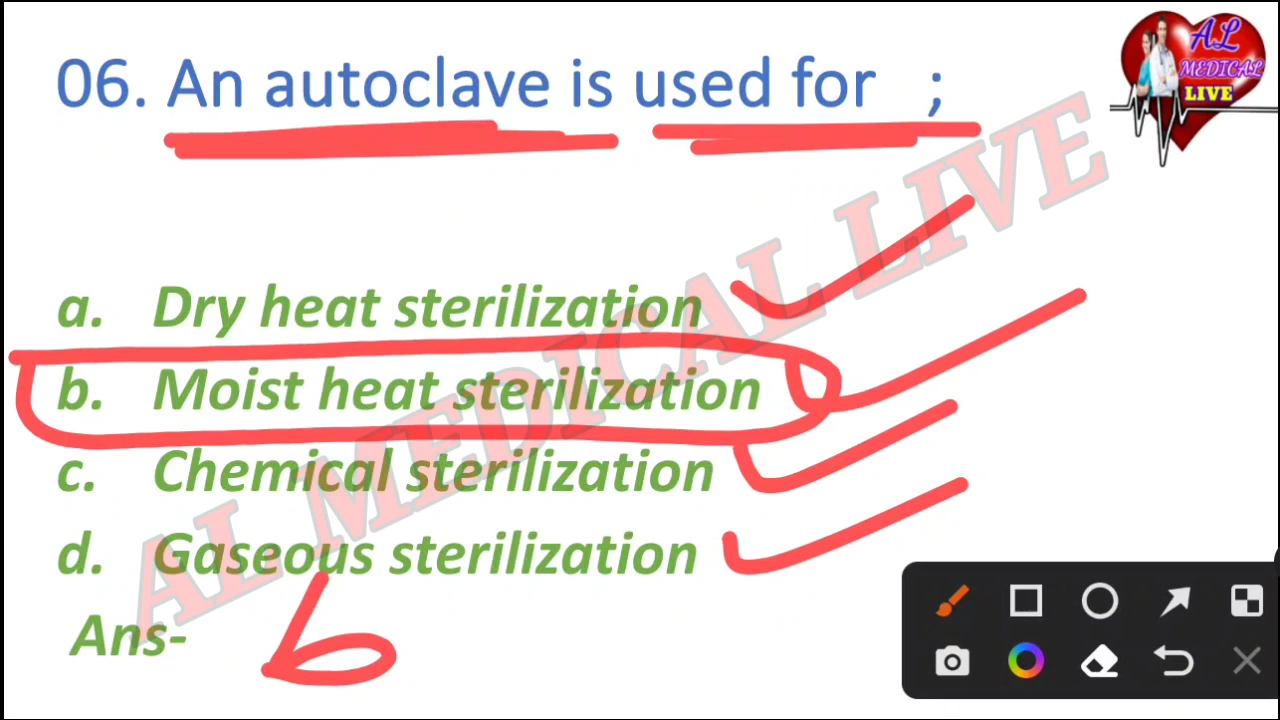 06. An autoclave is used for ;
AL
MEDICAL
LIVE
a. Dry heat sterilization
b. Moist heat sterilization
c. Chemical sterilization
d. Gaseous sterilization
Ans- b
AL MEDICAL LIVE